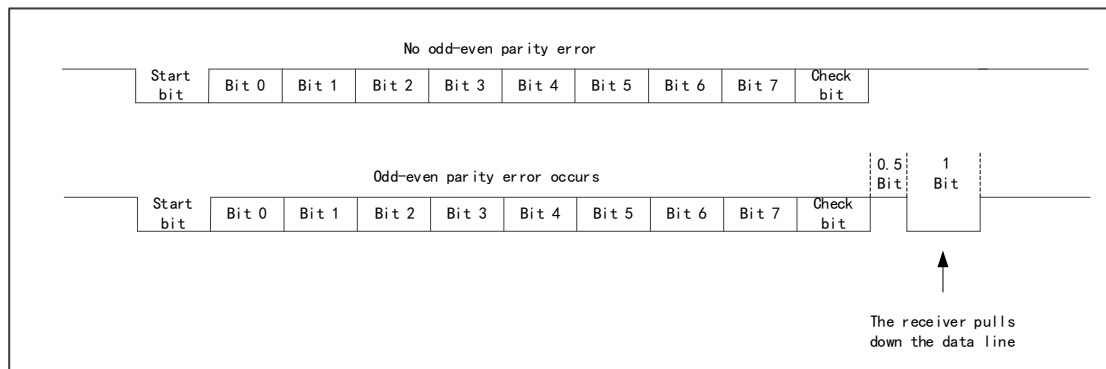 No odd-even parity error
Start bit Bit 0 Bit 1 Bit 2 Bit 3 Bit 4 Bit 5 Bit 6 Bit 7 Check bit
0.5 Bit 1 Bit
Odd-even parity error occurs
Start bit Bit 0 Bit 1 Bit 2 Bit 3 Bit 4 Bit 5 Bit 6 Bit 7 Check bit
The receiver pulls
down the data line